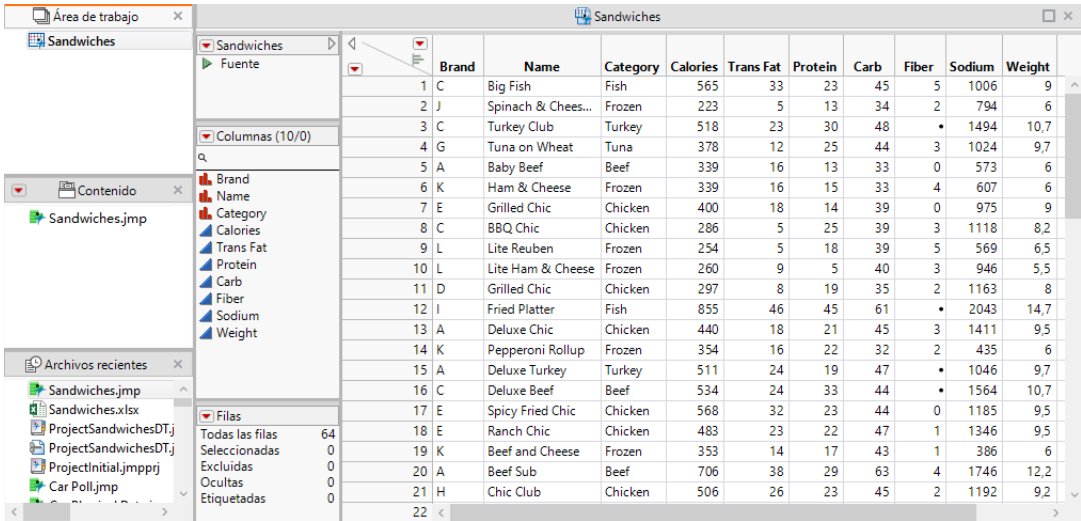 Área de trabajo
Sandwiches
Contenido
Sandwiches.jmp
Archivos recientes
Sandwiches.jmp
Sandwiches.xlsx
ProjectSandwichesDT.j
ProjectSandwichesDT.j
ProjectInitial.jmpprj
Car Poll.jmp
Sandwiches
Sandwiches
Fuente
Columnas (10/0)
Brand
Name
Category
Calories
Trans Fat
Protein
Carb
Fiber
Sodium
Weight
Filas
Todas las filas 64
Seleccionadas 0
Excluidas 0
Ocultas 0
Etiquetadas 0
Brand Name Category Calories Trans Fat Protein Carb Fiber Sodium Weight
1 C Big Fish Fish 565 33 23 45 5 1006 9
2 J Spinach & Chees... Frozen 223 5 13 34 2 794 6
3 C Turkey Club Turkey 518 23 30 48 • 1494 10,7
4 G Tuna on Wheat Tuna 378 12 25 44 3 1024 9,7
5 A Baby Beef Beef 339 16 13 33 0 573 6
6 K Ham & Cheese Frozen 339 16 15 33 4 607 6
7 E Grilled Chic Chicken 400 18 14 39 0 975 9
8 C BBQ Chic Chicken 286 5 25 39 3 1118 8,2
9 L Lite Reuben Frozen 254 5 18 39 5 569 6,5
10 L Lite Ham & Cheese Frozen 260 9 5 40 3 946 5,5
11 D Grilled Chic Chicken 297 8 19 35 2 1163 8
12 I Fried Platter Fish 855 46 45 61 • 2043 14,7
13 A Deluxe Chic Chicken 440 18 21 45 3 1411 9,5
14 K Pepperoni Rollup Frozen 354 16 22 32 2 435 6
15 A Deluxe Turkey Turkey 511 24 19 47 • 1046 9,7
16 C Deluxe Beef Beef 534 24 33 44 • 1564 10,7
17 E Spicy Fried Chic Chicken 568 32 23 44 0 1185 9,5
18 E Ranch Chic Chicken 483 23 22 47 1 1346 9,5
19 K Beef and Cheese Frozen 353 14 17 43 1 386 6
20 A Beef Sub Beef 706 38 29 63 4 1746 12,2
21 H Chic Club Chicken 506 26 23 45 2 1192 9,2
22